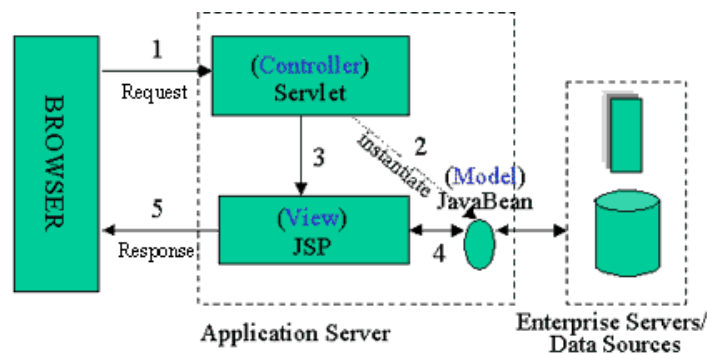 BROWSER
1
Request
(Controller)
Servlet
2
instantiate
3
(Model)
JavaBean
(View)
JSP
4
5
Response
Application Server
Enterprise Servers/
Data Sources